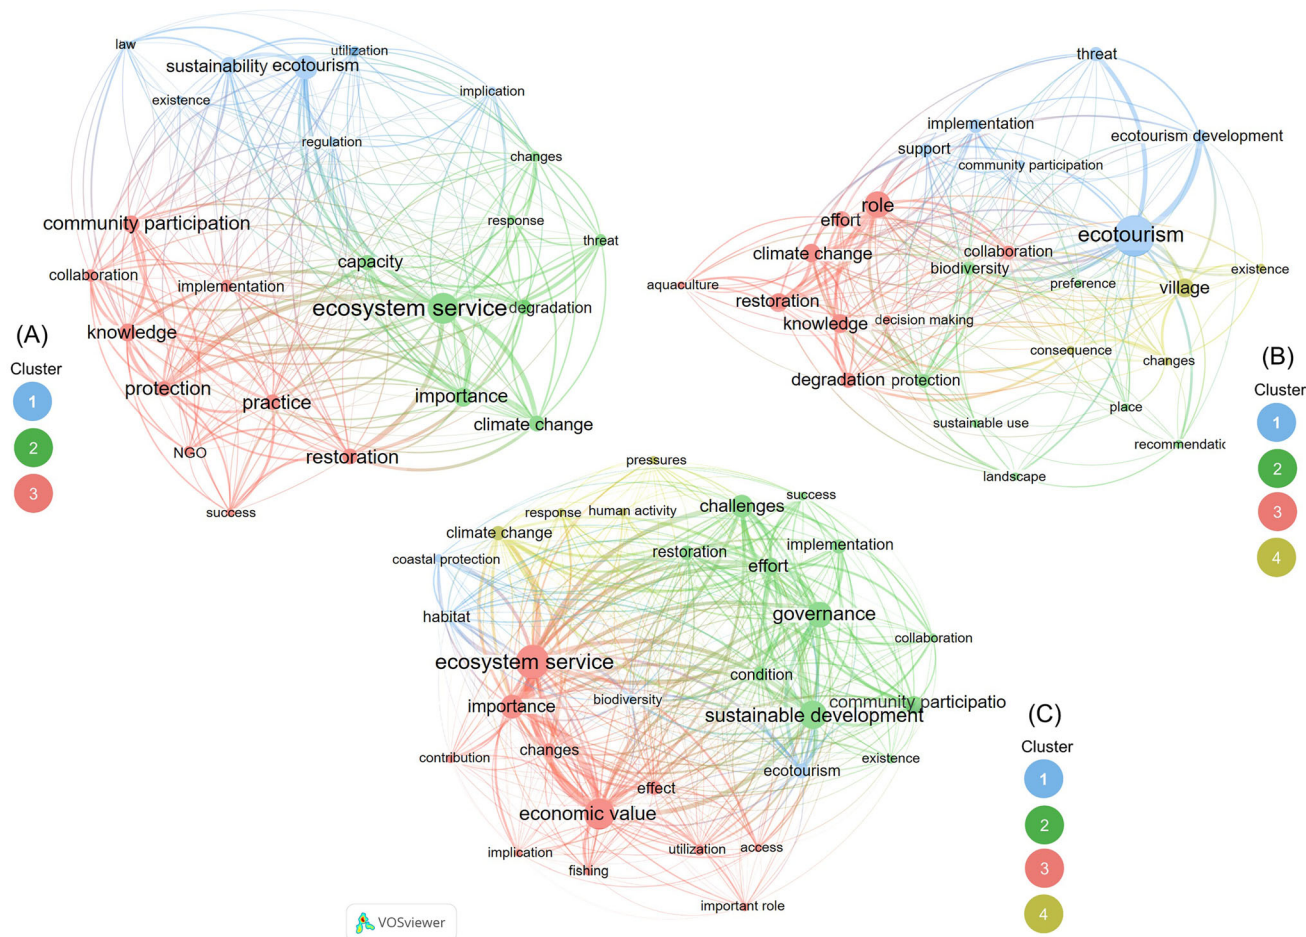 law
utilization
sustainability
ecotourism
existence
implication
regulation
changes
community participation
response
threat
collaboration
capacity
implementation
ecosystem service
degradation
knowledge
protection
practice
importance
climate change
NGO
restoration
success
(A)
Cluster
1
2
3
threat
implementation
ecotourism development
support
community participation
role
effort
ecotourism
climate change
collaboration
biodiversity
existence
aquaculture
preference
village
restoration
knowledge
decision making
consequence
changes
degradation
protection
place
sustainable use
recommendatic
landscape
(B)
Cluster
1
2
3
4
pressures
success
challenges
response
human activity
climate change
implementation
coastal protection
restoration
effort
habitat
governance
collaboration
ecosystem service
condition
biodiversity
importance
community participatio
sustainable development
changes
contribution
existence
ecotourism
effect
economic value
implication
utilization
access
fishing
important role
(C)
Cluster
1
2
3
4
VOSviewer